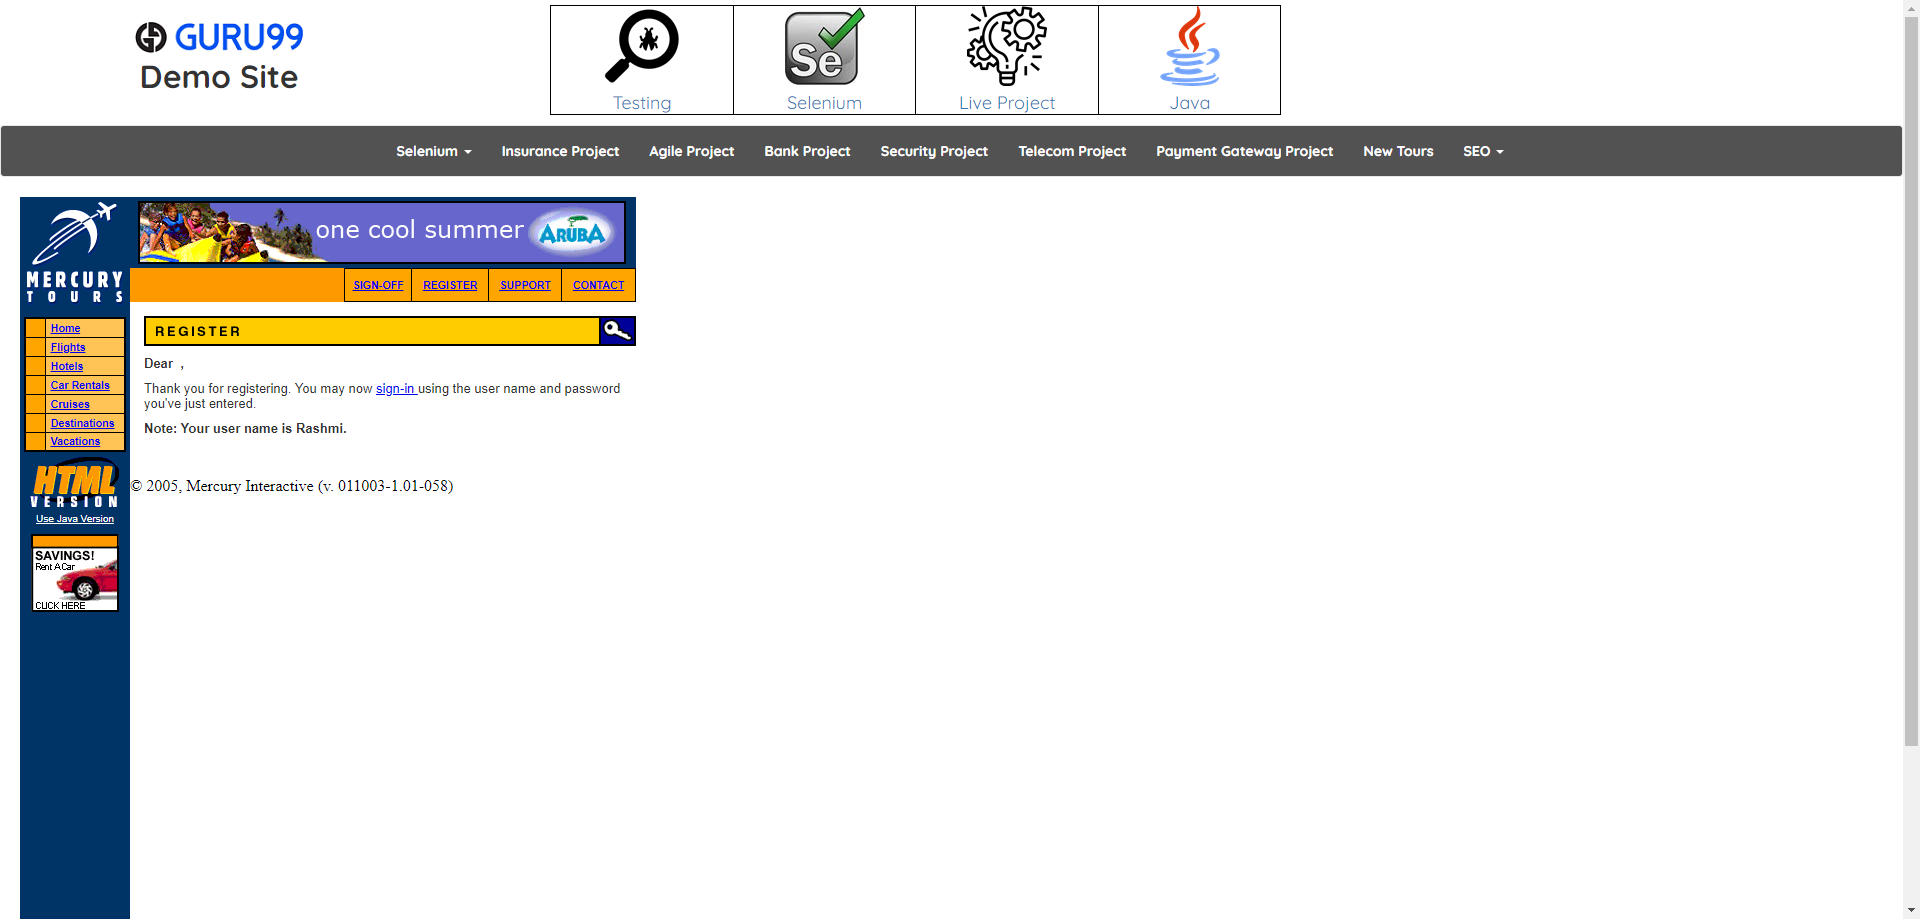 GURU99
Demo Site
Testing
Se
Selenium
Live Project
Java
Selenium
Insurance Project
Agile Project
Bank Project
Security Project
Telecom Project
Payment Gateway Project
New Tours
SEO
MERCURY
TOURS
one cool summer
ARUBA
SIGN-OFF
REGISTER
SUPPORT
CONTACT
Home
Flights
Hotels
Car Rentals
Cruises
Destinations
Vacations
HTML
VERSION
Use Java Version
SAVINGS!
Rent A Car
CLICK HERE
REGISTER
Dear ,
Thank you for registering. You may now sign-in using the user name and password
you've just entered.
Note: Your user name is Rashmi.
© 2005, Mercury Interactive (v. 011003-1.01-058)